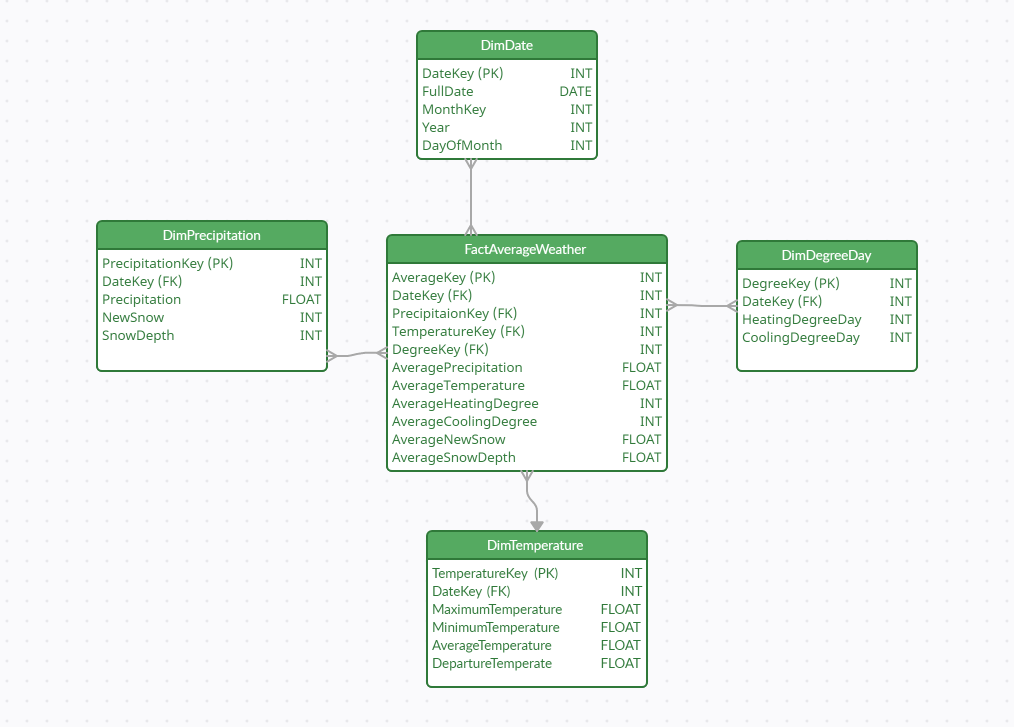 DimDate
DateKey (PK) INT
FullDate DATE
MonthKey INT
Year INT
DayOfMonth INT
DimPrecipitation
PrecipitationKey (PK) INT
DateKey (FK) INT
Precipitation FLOAT
NewSnow INT
SnowDepth INT
FactAverageWeather
AverageKey (PK) INT
DateKey (FK) INT
PrecipitaionKey (FK) INT
TemperatureKey (FK) INT
DegreeKey (FK) INT
AveragePrecipitation FLOAT
AverageTemperature FLOAT
AverageHeatingDegree INT
AverageCoolingDegree INT
AverageNewSnow FLOAT
AverageSnowDepth FLOAT
DimDegreeDay
DegreeKey (PK) INT
DateKey (FK) INT
HeatingDegreeDay INT
CoolingDegreeDay INT
DimTemperature
TemperatureKey (PK) INT
DateKey (FK) INT
MaximumTemperature FLOAT
MinimumTemperature FLOAT
AverageTemperature FLOAT
DepartureTemperate FLOAT